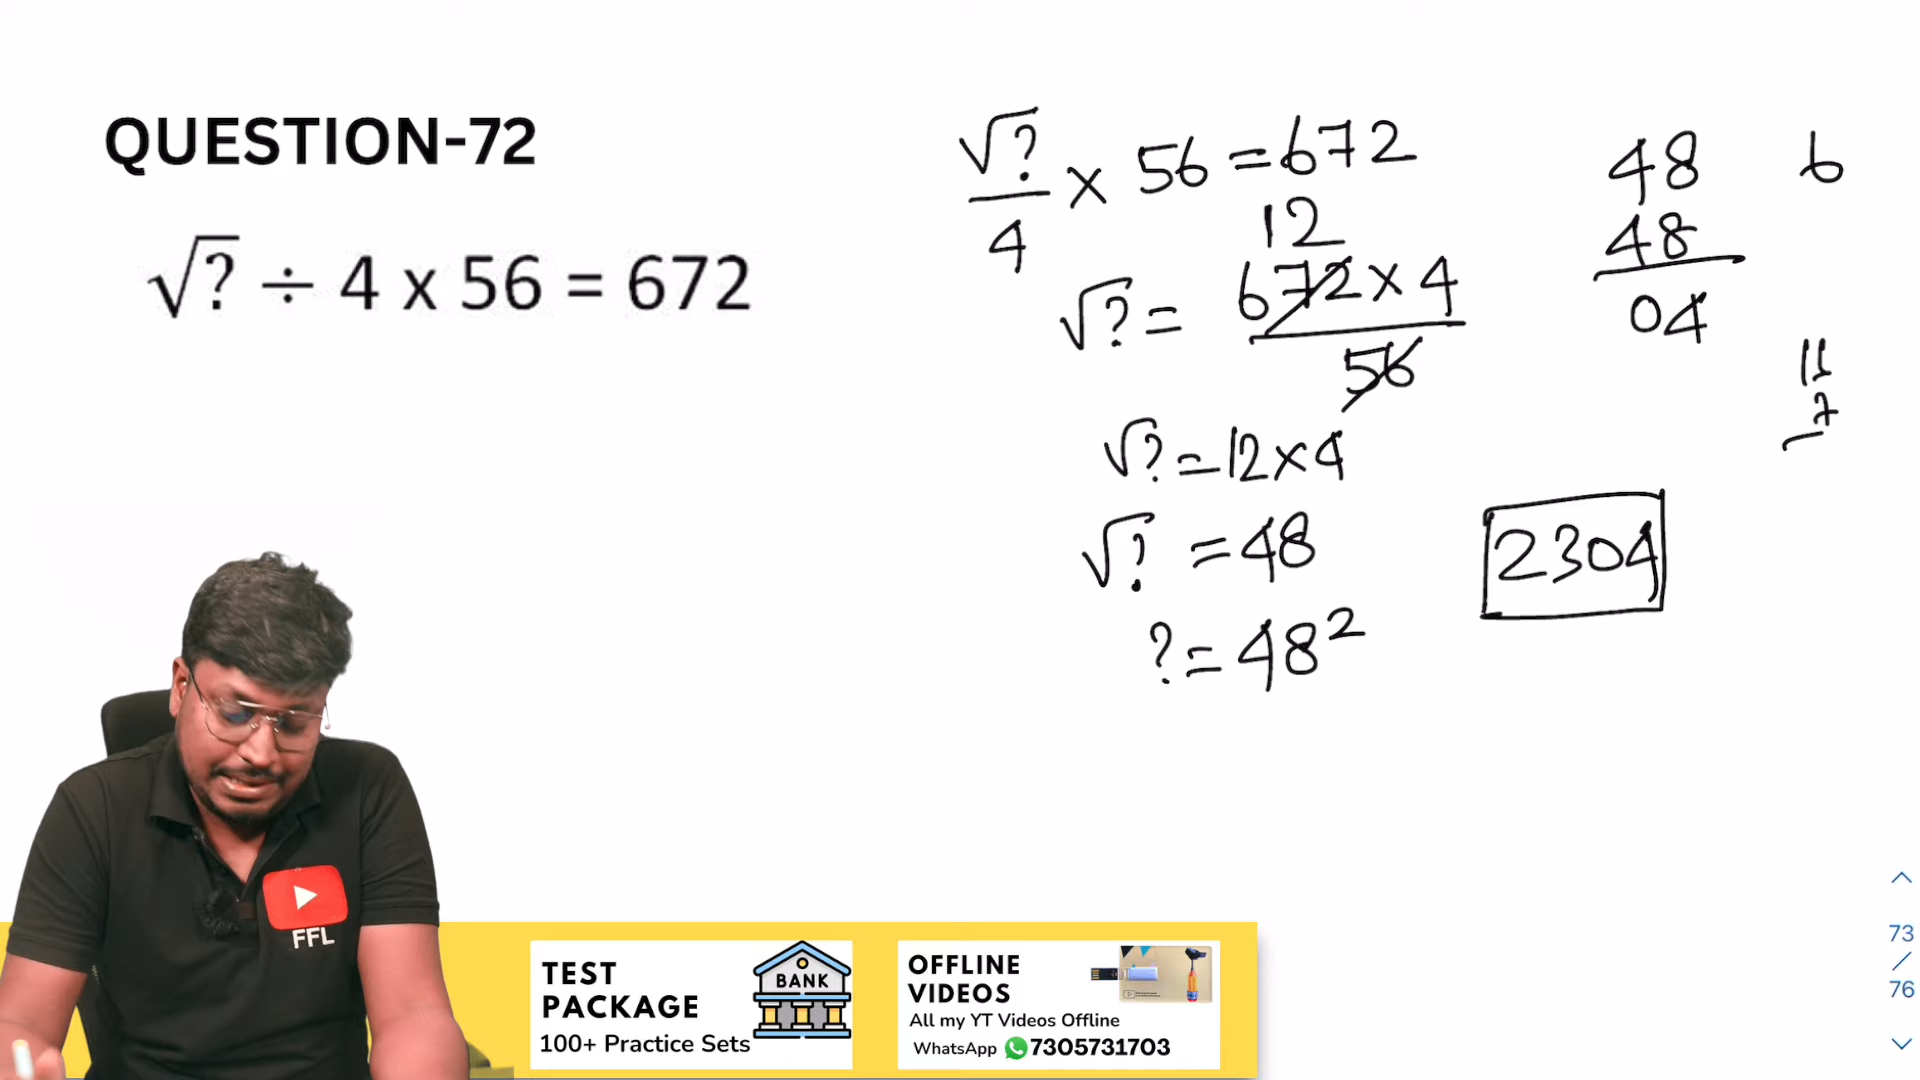 QUESTION-72
√? ÷ 4 x 56 = 672
√?/4 × 56 = 672
12
√? = 672×4/56
√? = 12×4
√? = 48
? = 48²
48
48
04
6
11
7
2304
FFL
TEST
PACKAGE
100+ Practice Sets
BANK
OFFLINE
VIDEOS
All my YT Videos Offline
WhatsApp 7305731703
73
/
76